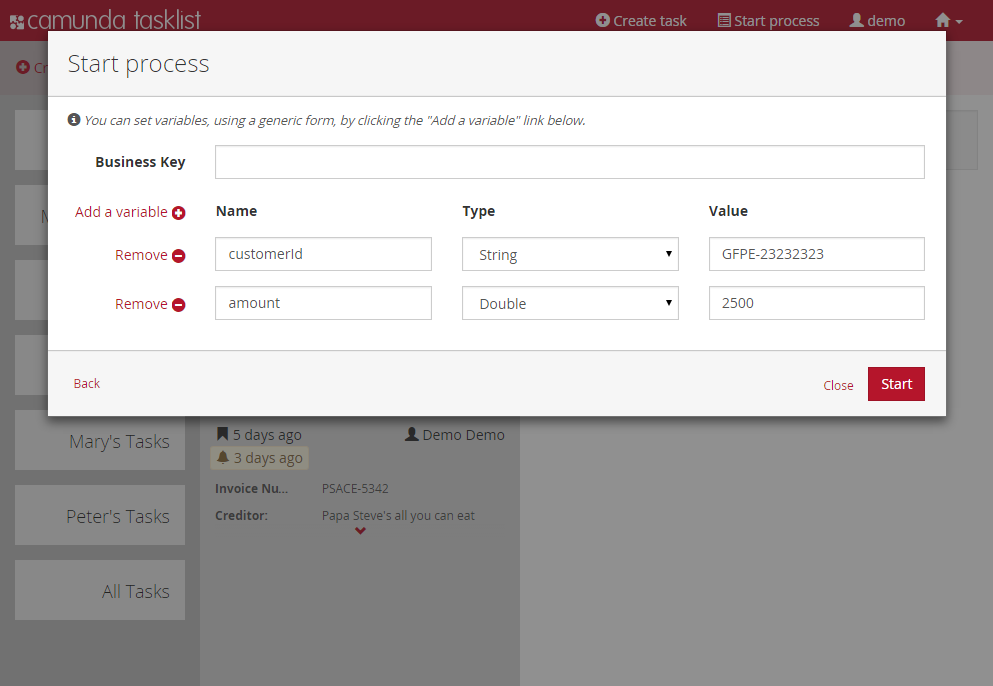 camunda tasklist
Create task Start process demo
Cr
Start process
You can set variables, using a generic form, by clicking the "Add a variable" link below.
Business Key
Add a variable Name Type Value
Remove customerId String GFPE-23232323
Remove amount Double 2500
Back Close Start
5 days ago Demo Demo
Mary's Tasks
3 days ago
Invoice Nu... PSACE-5342
Creditor: Papa Steve's all you can eat
Peter's Tasks
All Tasks